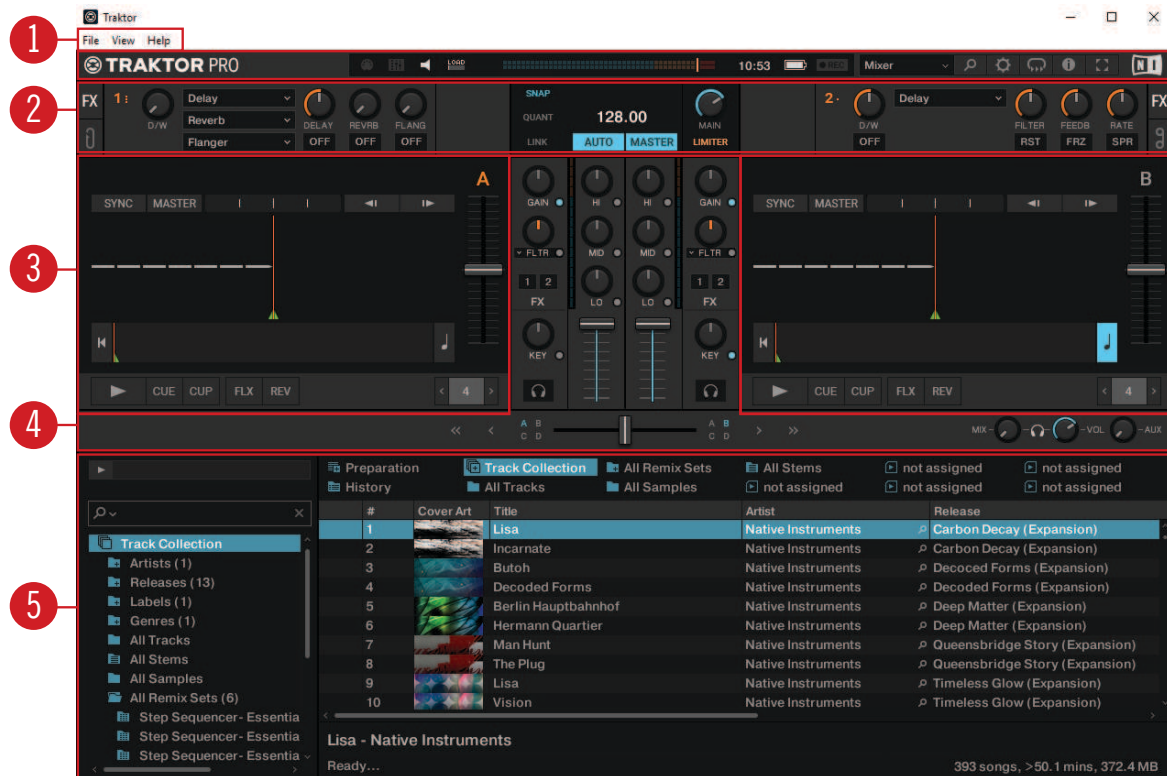 Traktor
1
File View Help
TRAKTOR PRO LOAD 10:53 REC Mixer NI
2
FX 1 D/W Delay Reverb Flanger DELAY REVRB FLANG OFF OFF OFF
SNAP
QUANT 128.00 MAIN
LINK AUTO MASTER LIMITER
2 D/W OFF Delay FILTER FEEDB RATE RST FRZ SPR FX
3
A
SYNC MASTER
CUE CUP FLX REV 4
GAIN HI HI GAIN
FLTR MID MID FLTR
1 2 1 2
FX LO LO FX
KEY KEY
B
SYNC MASTER
CUE CUP FLX REV 4
4
A B A B
C D C D
MIX VOL AUX
5
Preparation Track Collection All Remix Sets All Stems not assigned not assigned
History All Tracks All Samples not assigned not assigned not assigned
Track Collection
Artists (1)
Releases (13)
Labels (1)
Genres (1)
All Tracks
All Stems
All Samples
All Remix Sets (6)
Step Sequencer- Essentia
Step Sequencer- Essentia
Step Sequencer- Essentia
# Cover Art Title Artist Release
1 Lisa Native Instruments Carbon Decay (Expansion)
2 Incarnate Native Instruments Carbon Decay (Expansion)
3 Butoh Native Instruments Decoced Forms (Expansion)
4 Decoded Forms Native Instruments Decoded Forms (Expansion)
5 Berlin Hauptbahnhof Native Instruments Deep Matter (Expansion)
6 Hermann Quartier Native Instruments Deep Matter (Expansion)
7 Man Hunt Native Instruments Queensbridge Story (Expansion)
8 The Plug Native Instruments Queensbridge Story (Expansion)
9 Lisa Native Instruments Timeless Glow (Expansion)
10 Vision Native Instruments Timeless Glow (Expansion)
Lisa - Native Instruments
Ready...
393 songs, >50.1 mins, 372.4 MB